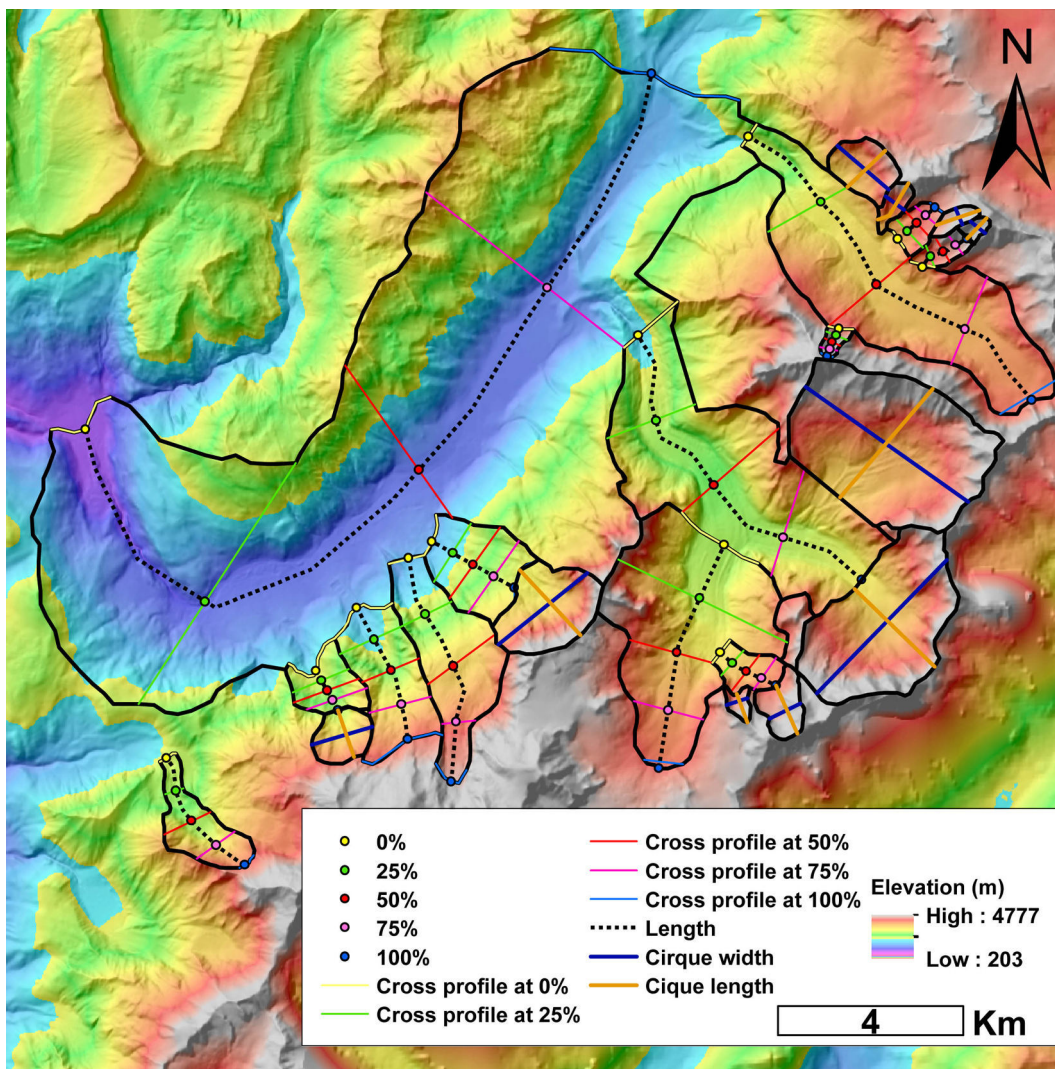 N
0%
25%
50%
75%
100%
Cross profile at 0%
Cross profile at 25%
Cross profile at 50%
Cross profile at 75%
Cross profile at 100%
Length
Cirque width
Cique length
Elevation (m)
High : 4777
Low : 203
4 Km